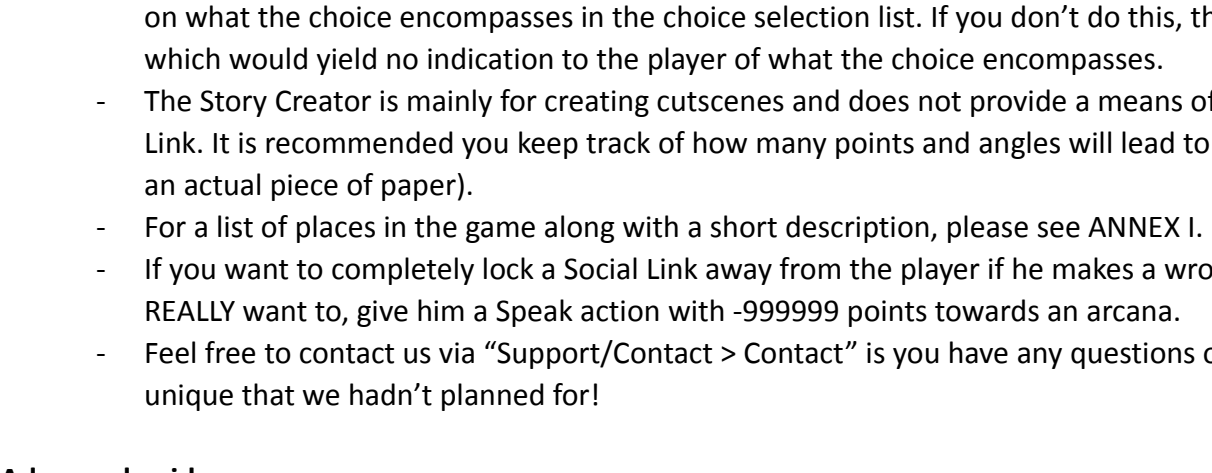 on what the choice encompasses in the choice selection list. If you don’t do this,
which would yield no indication to the player of what the choice encompasses.
- The Story Creator is mainly for creating cutscenes and does not provide a means of
Link. It is recommended you keep track of how many points and angles will lead to
an actual piece of paper).
- For a list of places in the game along with a short description, please see ANNEX I.
- If you want to completely lock a Social Link away from the player if he makes a
REALLY want to, give him a Speak action with -999999 points towards an arcana.
- Feel free to contact us via “Support/Contact > Contact” is you have any questions
unique that we hadn’t planned for!